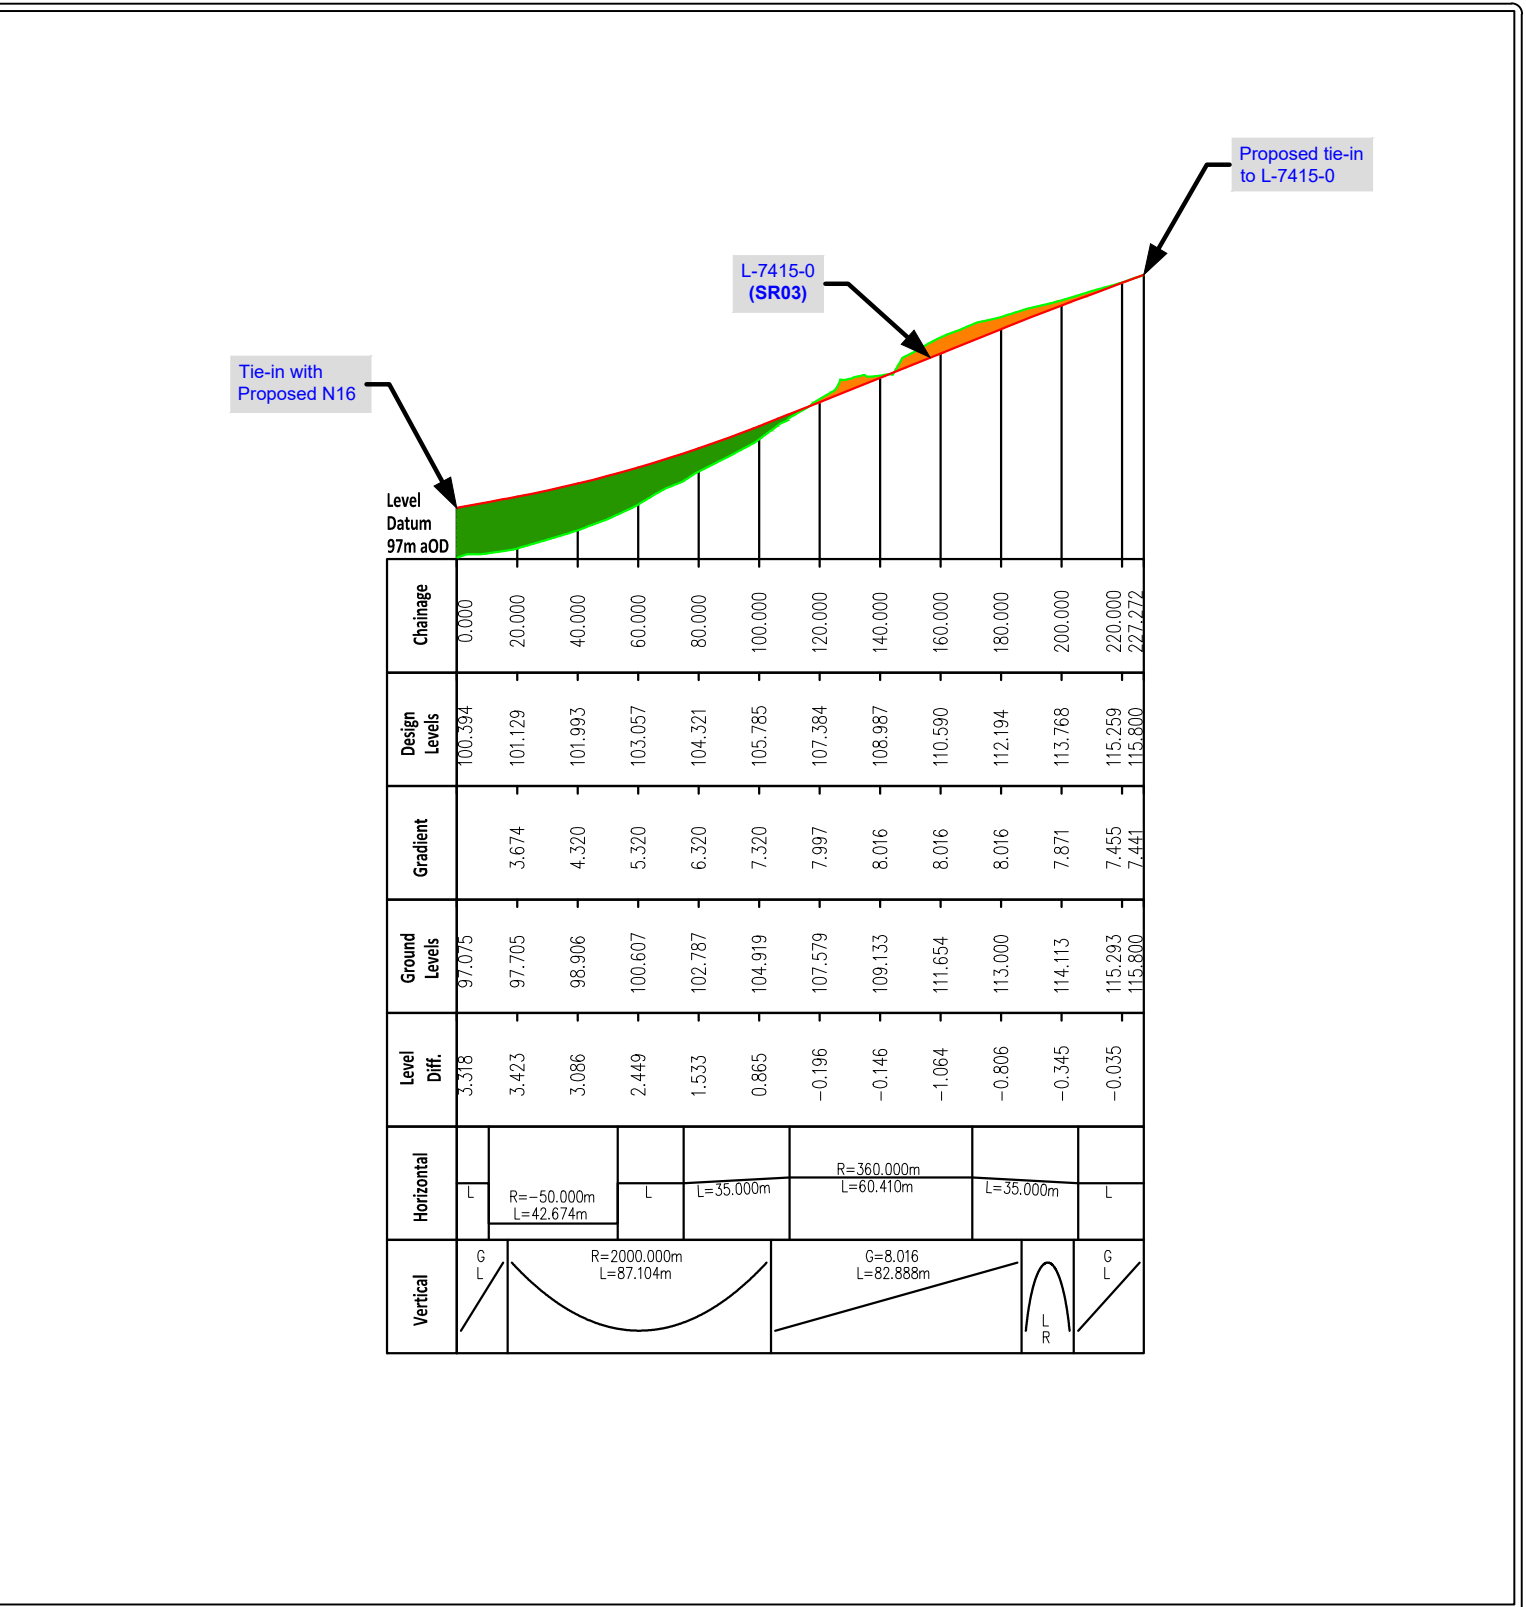 Proposed tie-in
to L-7415-0
L-7415-0
(SR03)
Tie-in with
Proposed N16
Level
Datum
97m aOD
Chainage
0.000
20.000
40.000
60.000
80.000
100.000
120.000
140.000
160.000
180.000
200.000
220.000
227.272
Design
Levels
100.394
101.129
101.993
103.057
104.321
105.785
107.384
108.987
110.590
112.194
113.768
115.259
115.800
Gradient
3.674
4.320
5.320
6.320
7.320
7.997
8.016
8.016
8.016
7.871
7.455
7.441
Ground
Levels
97.075
97.705
98.906
100.607
102.787
104.919
107.579
109.133
111.654
113.000
114.113
115.293
115.800
Level
Diff.
3.318
3.423
3.086
2.449
1.533
0.865
-0.196
-0.146
-1.064
-0.806
-0.345
-0.035
Horizontal
L
R=-50.000m
L=42.674m
L
L=35.000m
R=360.000m
L=60.410m
L=35.000m
L
Vertical
G
L
R=2000.000m
L=87.104m
G=8.016
L=82.888m
L
R
G
L